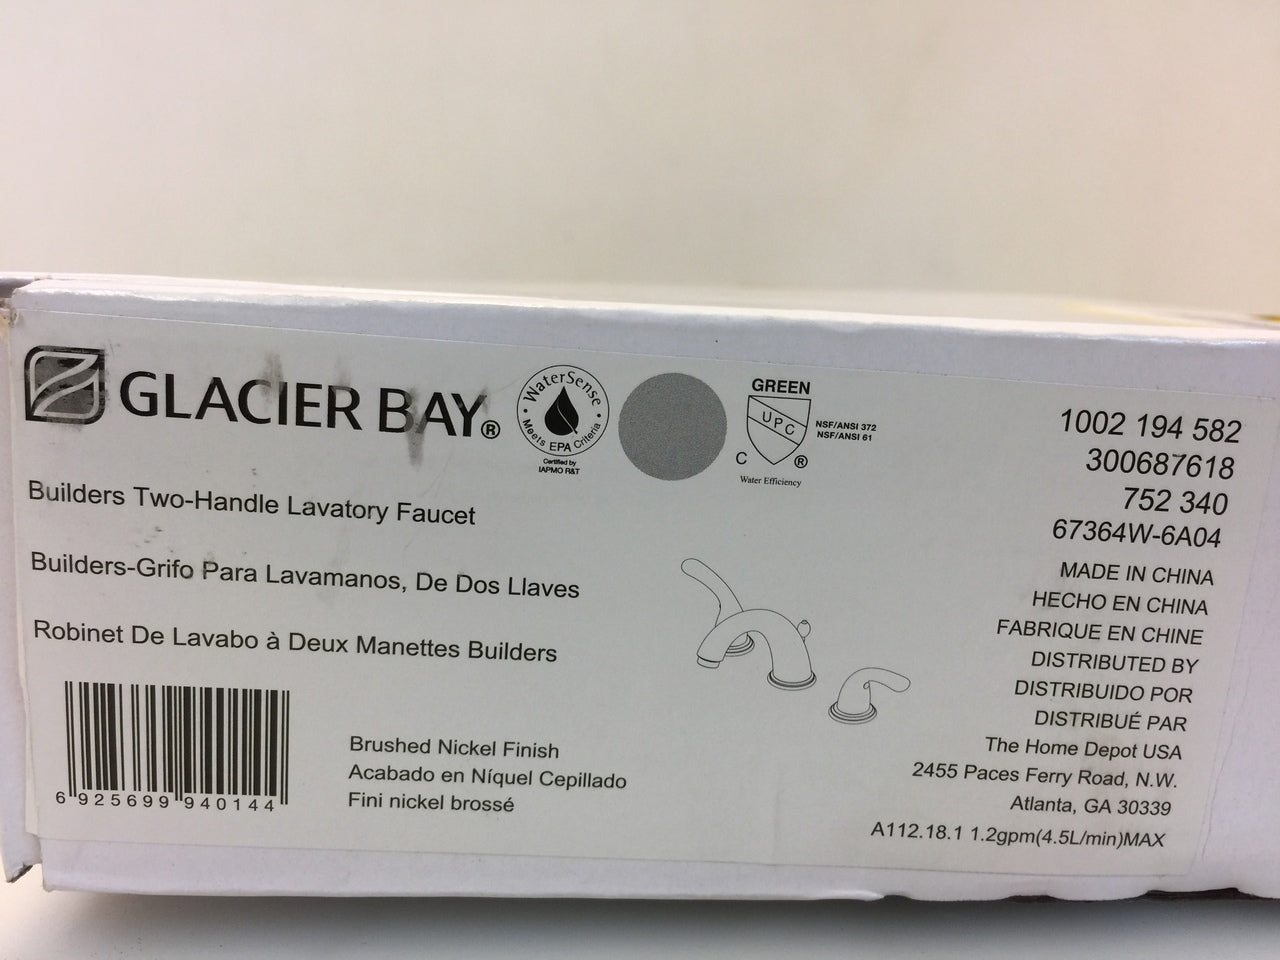 GLACIER BAY®
WaterSense
Meets EPA Criteria
Certified by
IAPMO R&T
GREEN
UPC
C ®
Water Efficiency
NSF/ANSI 372
NSF/ANSI 61
Builders Two-Handle Lavatory Faucet
Builders-Grifo Para Lavamanos, De Dos Llaves
Robinet De Lavabo à Deux Manettes Builders
6 925699 940144
Brushed Nickel Finish
Acabado en Níquel Cepillado
Fini nickel brossé
1002 194 582
300687618
752 340
67364W-6A04
MADE IN CHINA
HECHO EN CHINA
FABRIQUE EN CHINE
DISTRIBUTED BY
DISTRIBUIDO POR
DISTRIBUÉ PAR
The Home Depot USA
2455 Paces Ferry Road, N.W.
Atlanta, GA 30339
A112.18.1 1.2gpm(4.5L/min)MAX